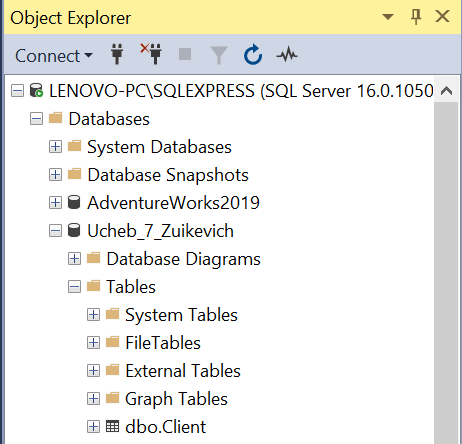 Object Explorer
Connect
LENOVO-PC\SQLEXPRESS (SQL Server 16.0.1050
Databases
System Databases
Database Snapshots
AdventureWorks2019
Ucheb_7_Zuikevich
Database Diagrams
Tables
System Tables
FileTables
External Tables
Graph Tables
dbo.Client